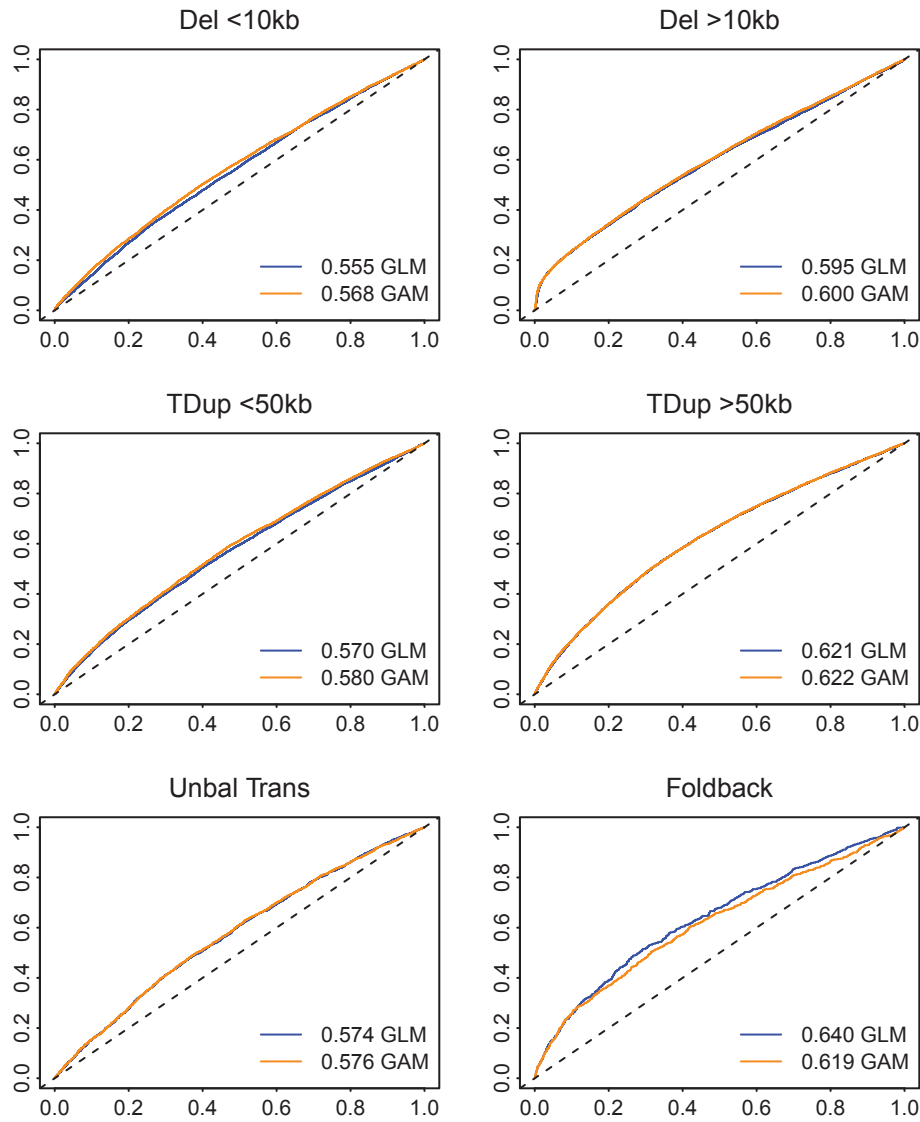 Del <10kb
1.0
0.8
0.6
0.4
0.2
0.0
0.555 GLM
0.568 GAM
0.0 0.2 0.4 0.6 0.8 1.0
Del >10kb
1.0
0.8
0.6
0.4
0.2
0.0
0.595 GLM
0.600 GAM
0.0 0.2 0.4 0.6 0.8 1.0
TDup <50kb
1.0
0.8
0.6
0.4
0.2
0.0
0.570 GLM
0.580 GAM
0.0 0.2 0.4 0.6 0.8 1.0
TDup >50kb
1.0
0.8
0.6
0.4
0.2
0.0
0.621 GLM
0.622 GAM
0.0 0.2 0.4 0.6 0.8 1.0
Unbal Trans
1.0
0.8
0.6
0.4
0.2
0.0
0.574 GLM
0.576 GAM
0.0 0.2 0.4 0.6 0.8 1.0
Foldback
1.0
0.8
0.6
0.4
0.2
0.0
0.640 GLM
0.619 GAM
0.0 0.2 0.4 0.6 0.8 1.0